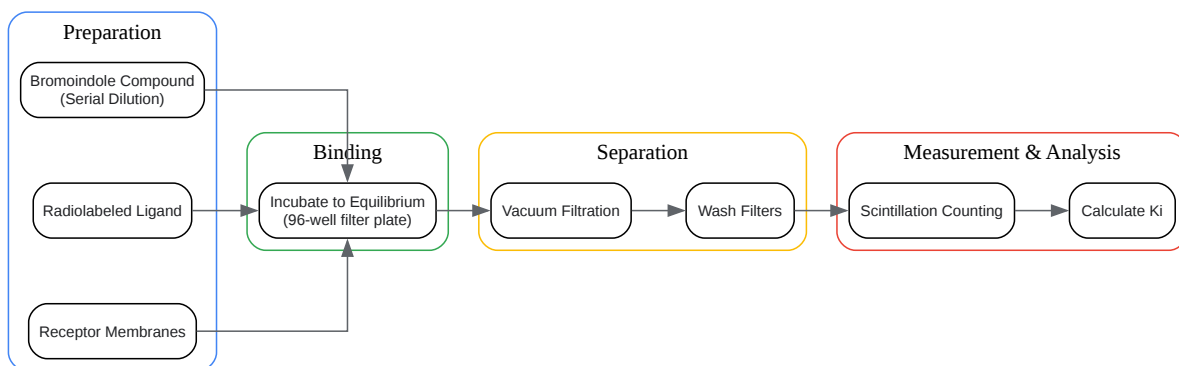 Preparation
Bromoindole Compound
(Serial Dilution)
Radiolabeled Ligand
Receptor Membranes
Binding
Incubate to Equilibrium
(96-well filter plate)
Separation
Vacuum Filtration
Wash Filters
Measurement & Analysis
Scintillation Counting
Calculate Ki